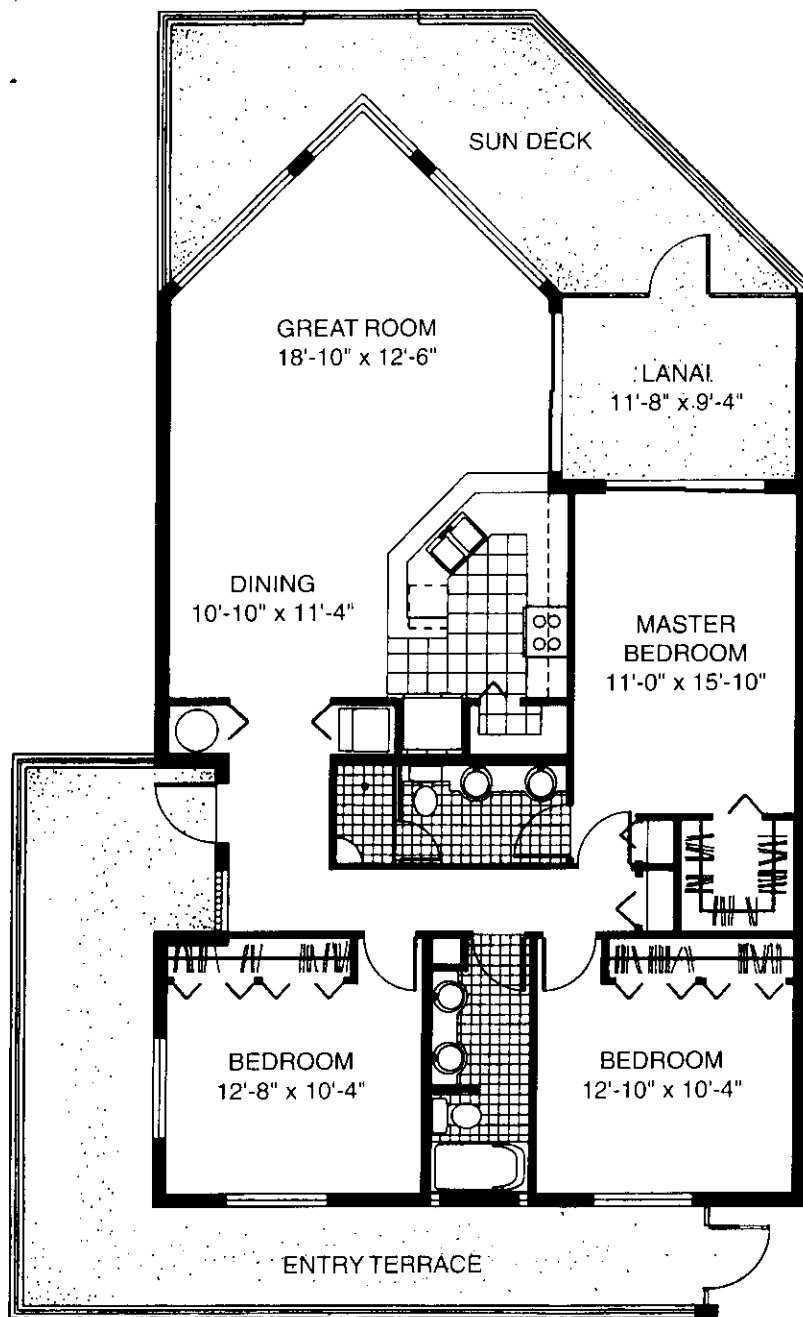 SUN DECK
GREAT ROOM
18'-10" x 12'-6"
LANAI
11'-8" x 9'-4"
DINING
10'-10" x 11'-4"
MASTER
BEDROOM
11'-0" x 15'-10"
BEDROOM
12'-8" x 10'-4"
BEDROOM
12'-10" x 10'-4"
ENTRY TERRACE